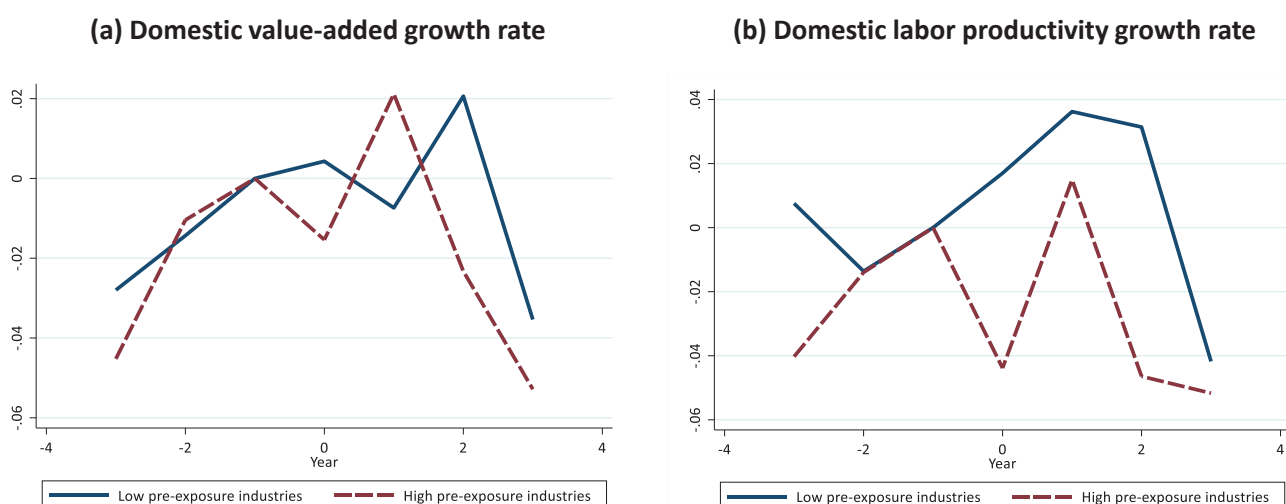 (a) Domestic value-added growth rate
.02
0
-.02
-.04
-.06
-4
-2
0
2
4
Year
Low pre-exposure industries
High pre-exposure industries
(b) Domestic labor productivity growth rate
.04
.02
0
-.02
-.04
-.06
-4
-2
0
2
4
Year
Low pre-exposure industries
High pre-exposure industries